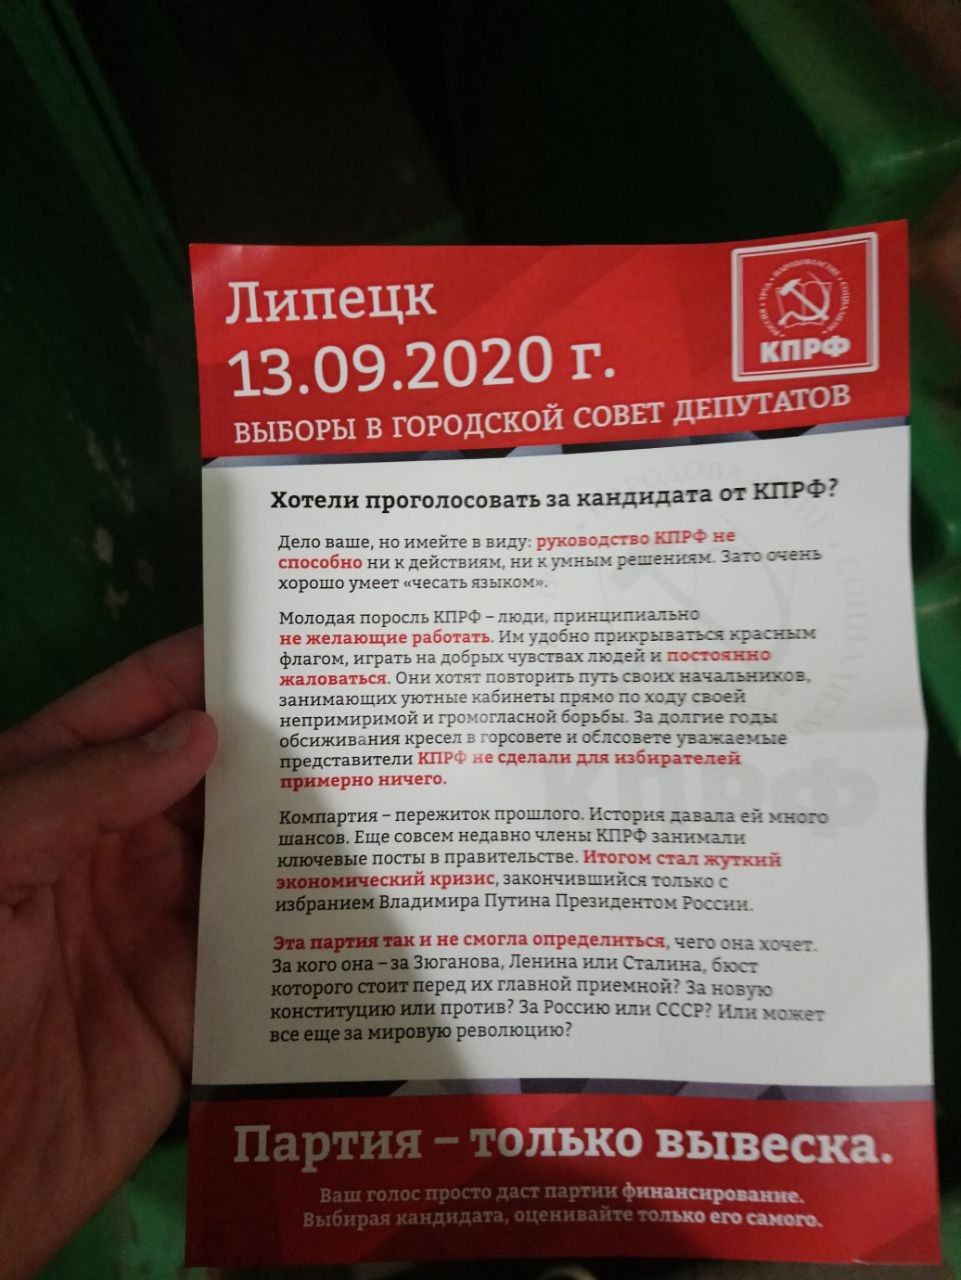 Липецк
13.09.2020 г.
ВЫБОРЫ В ГОРОДСКОЙ СОВЕТ ДЕПУТАТОВ
РОССИЯ • ТРУД • НАРОДОВЛАСТИЕ • СОЦИАЛИЗМ
КПРФ
Хотели проголосовать за кандидата от КПРФ?
Дело ваше, но имейте в виду: руководство КПРФ не
способно ни к действиям, ни к умным решениям. Зато очень
хорошо умеет «чесать языком».
Молодая поросль КПРФ – люди, принципиально
не желающие работать. Им удобно прикрываться красным
флагом, играть на добрых чувствах людей и постоянно
жаловаться. Они хотят повторить путь своих начальников,
занимающих уютные кабинеты прямо по ходу своей
непримиримой и громогласной борьбы. За долгие годы
обсиживания кресел в горсовете и облсовете уважаемые
представители КПРФ не сделали для избирателей
примерно ничего.
Компартия – пережиток прошлого. История давала ей много
шансов. Еще совсем недавно члены КПРФ занимали
ключевые посты в правительстве. Итогом стал жуткий
экономический кризис, закончившийся только с
избранием Владимира Путина Президентом России.
Эта партия так и не смогла определиться, чего она хочет.
За кого она – за Зюганова, Ленина или Сталина, бюст
которого стоит перед их главной приемной? За новую
конституцию или против? За Россию или СССР? Или может
все еще за мировую революцию?
Партия – только вывеска.
Ваш голос просто даст партии финансирование.
Выбирая кандидата, оценивайте только его самого.